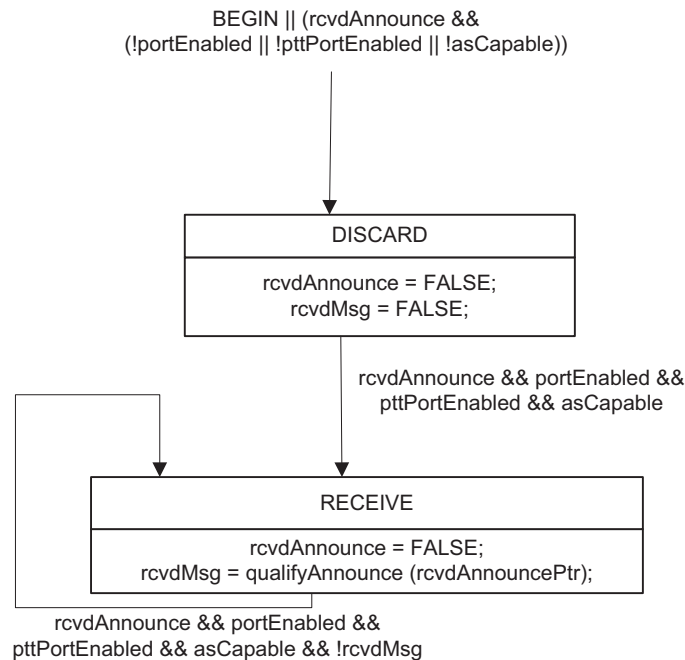 BEGIN || (rcvdAnnounce &&
(!portEnabled || !pttPortEnabled || !asCapable))
DISCARD
rcvdAnnounce = FALSE;
rcvdMsg = FALSE;
rcvdAnnounce && portEnabled &&
pttPortEnabled && asCapable
RECEIVE
rcvdAnnounce = FALSE;
rcvdMsg = qualifyAnnounce (rcvdAnnouncePtr);
rcvdAnnounce && portEnabled &&
pttPortEnabled && asCapable && !rcvdMsg